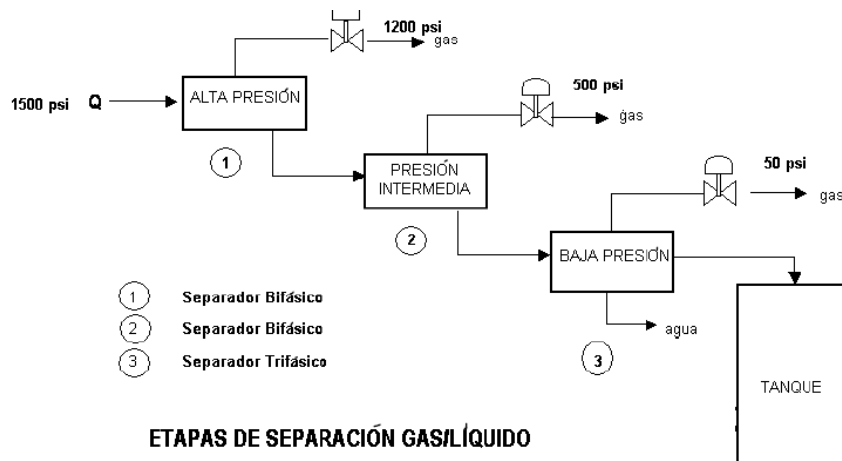 1200 psi
gas
1500 psi Q
ALTA PRESIÓN
500 psi
gas
1
PRESIÓN
INTERMEDIA
50 psi
gas
2
BAJA PRESIÓN
agua
3
1 Separador Bifásico
2 Separador Bifásico
3 Separador Trifásico
TANQUE
ETAPAS DE SEPARACIÓN GAS/LÍQUIDO